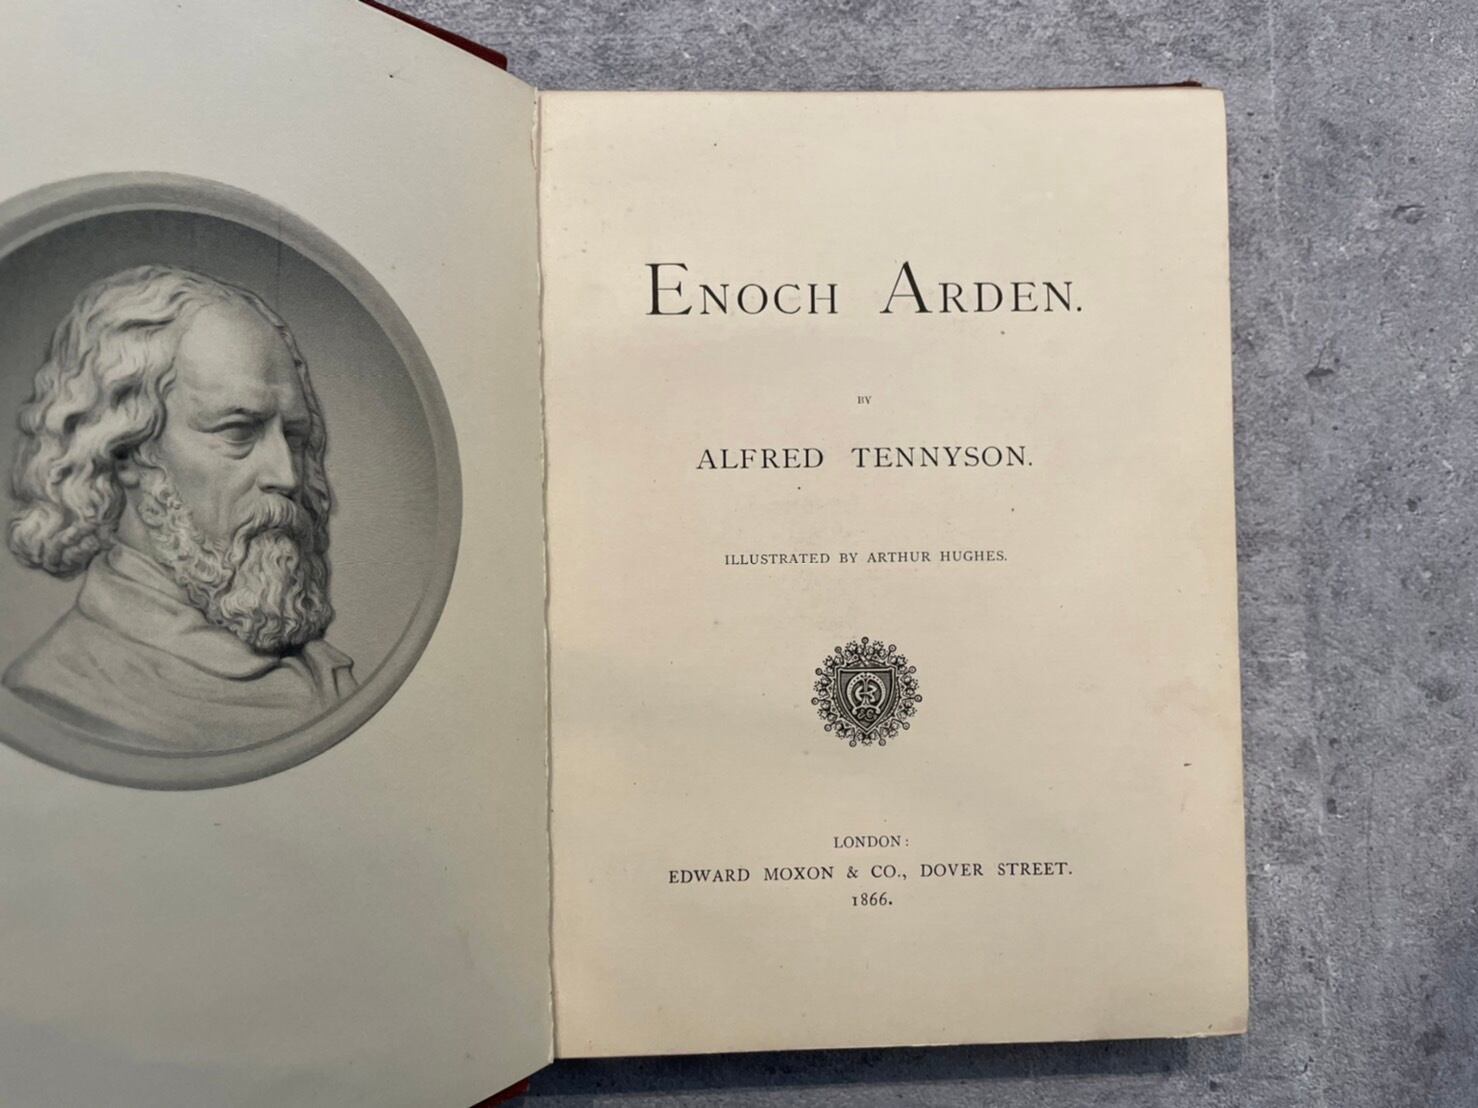 ENOCH ARDEN.
BY
ALFRED TENNYSON.
ILLUSTRATED BY ARTHUR HUGHES.
LONDON:
EDWARD MOXON & CO., DOVER STREET.
1866.